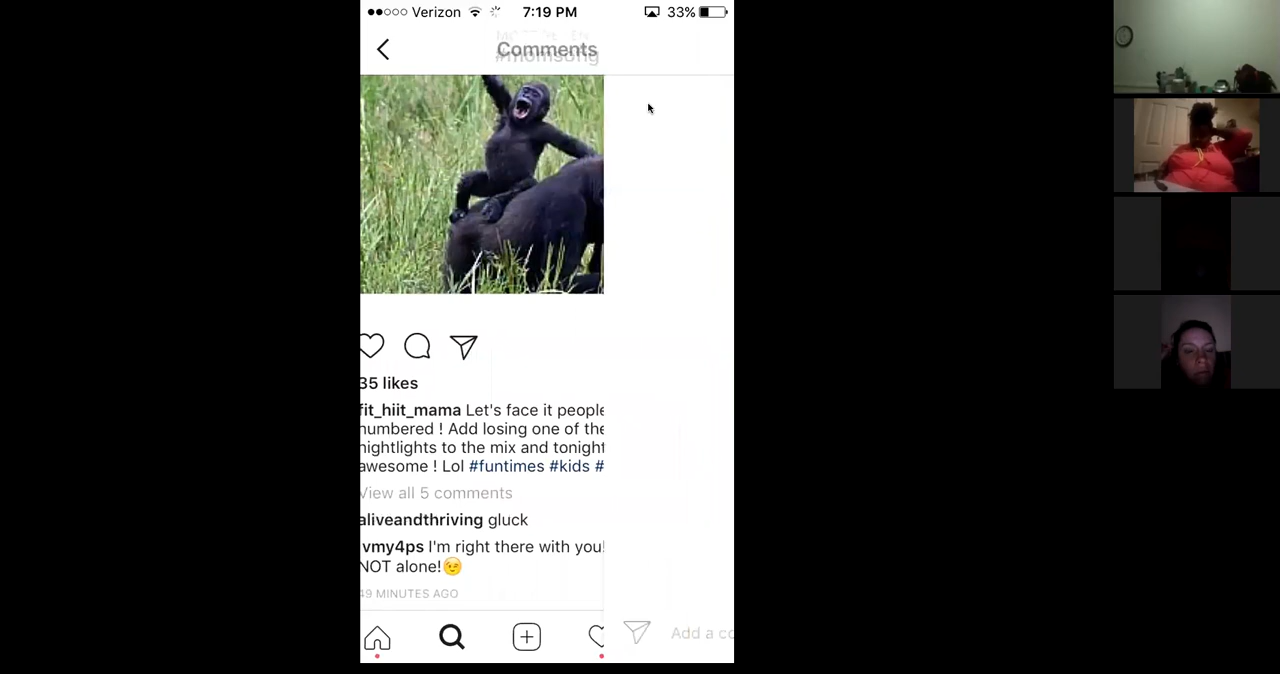 Verizon 7:19 PM 33%
Comments
#momsong
35 likes
fit_hiit_mama Let's face it people
numbered ! Add losing one of the
nightlights to the mix and tonight
awesome ! Lol #funtimes #kids #
View all 5 comments
aliveandthriving gluck
vmy4ps I'm right there with you!
NOT alone!😉
49 MINUTES AGO
Add a co